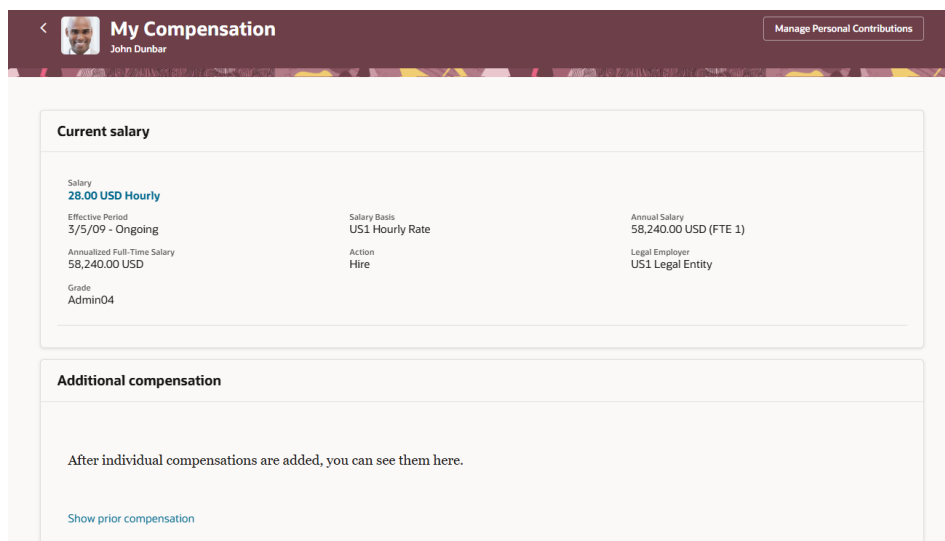 My Compensation
John Dunbar
Manage Personal Contributions
Current salary
Salary
28.00 USD Hourly
Effective Period
3/5/09 - Ongoing
Salary Basis
US1 Hourly Rate
Annual Salary
58,240.00 USD (FTE 1)
Annualized Full-Time Salary
58,240.00 USD
Action
Hire
Legal Employer
US1 Legal Entity
Grade
Admin04
Additional compensation
After individual compensations are added, you can see them here.
Show prior compensation